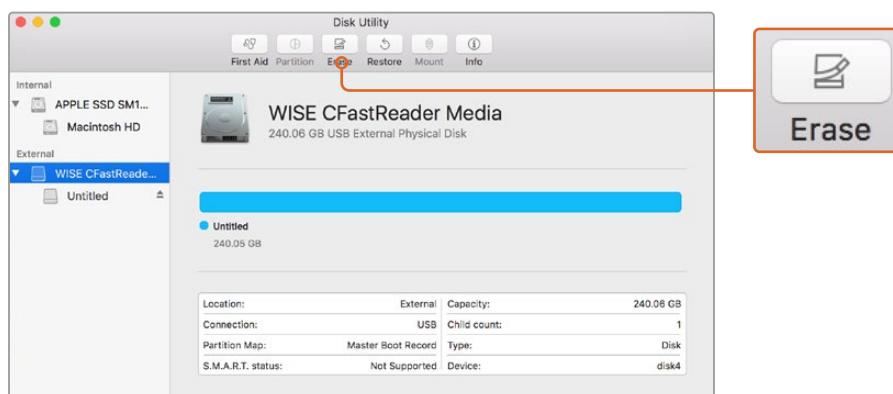 Disk Utility
First Aid Partition Erase Restore Mount Info
Erase
Internal
APPLE SSD SM1...
Macintosh HD
External
WISE CFastReade...
Untitled
WISE CFastReader Media
240.06 GB USB External Physical Disk
Untitled
240.05 GB
Location: External Capacity: 240.06 GB
Connection: USB Child count: 1
Partition Map: Master Boot Record Type: Disk
S.M.A.R.T. status: Not Supported Device: disk4